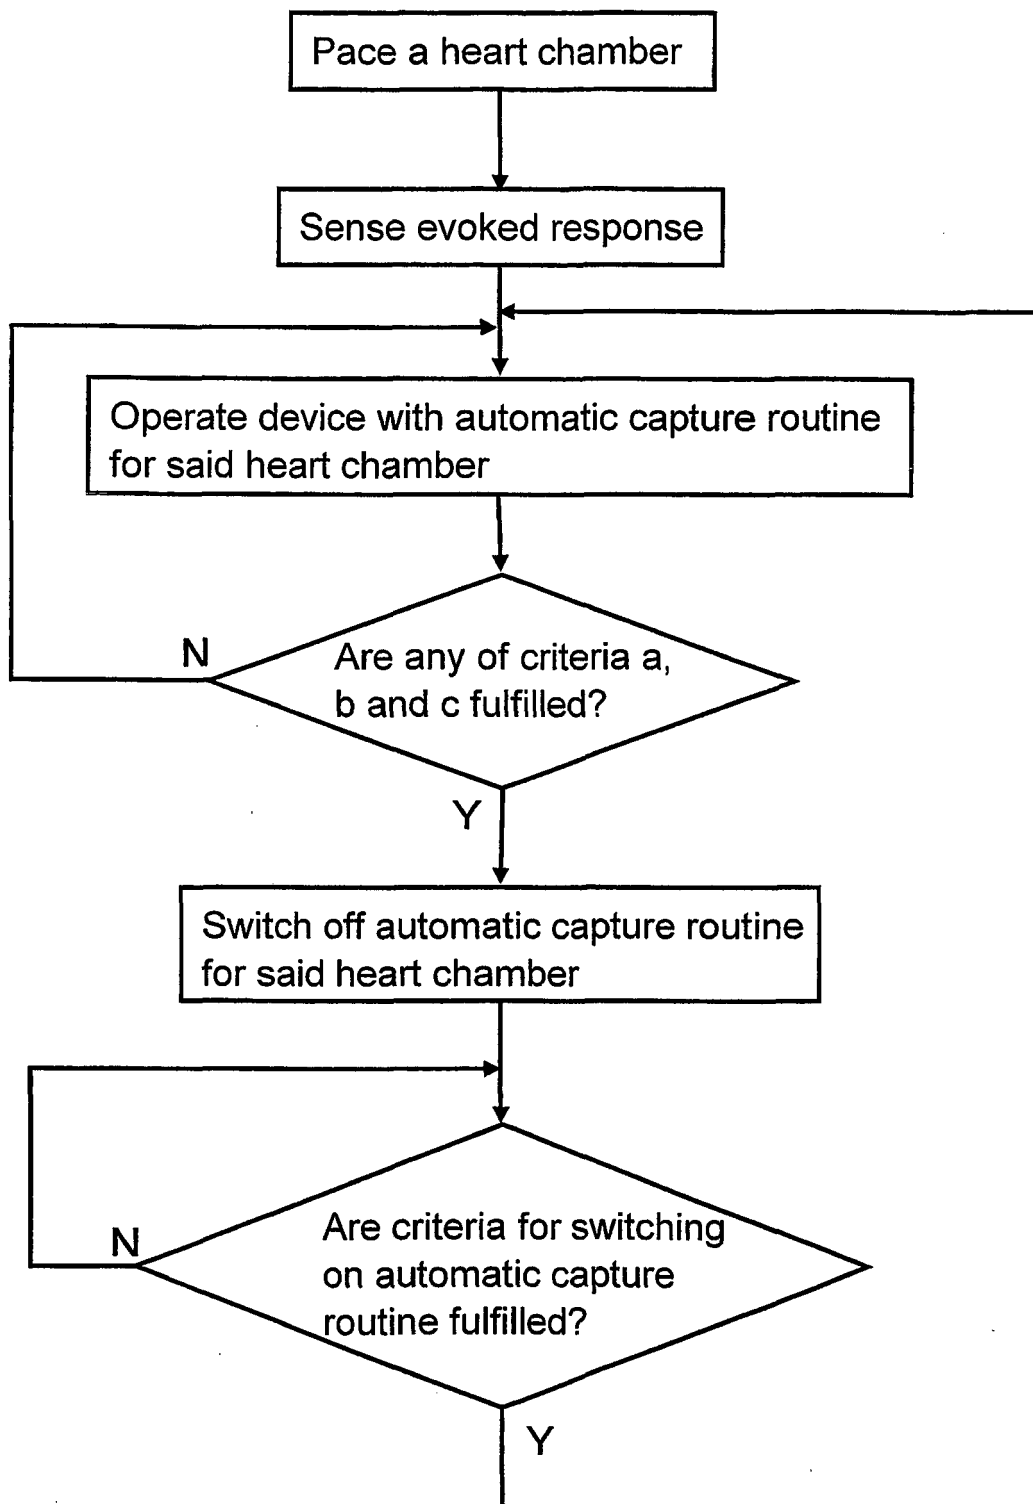 Pace a heart chamber
Sense evoked response
Operate device with automatic capture routine
for said heart chamber
N
Are any of criteria a,
b and c fulfilled?
Y
Switch off automatic capture routine
for said heart chamber
N
Are criteria for switching
on automatic capture
routine fulfilled?
Y